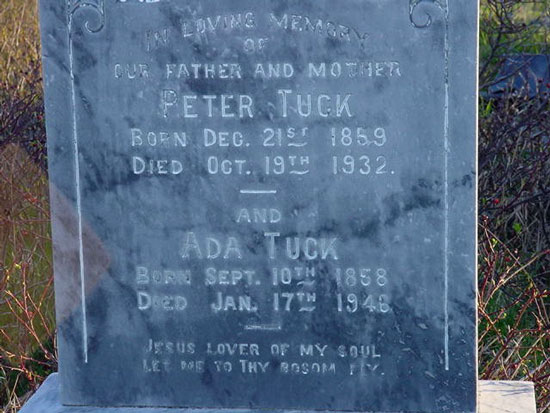 IN LOVING MEMORY
OF
OUR FATHER AND MOTHER
PETER TUCK
BORN DEC. 21ST 1859
DIED OCT. 19TH 1932.
AND
ADA TUCK
BORN SEPT. 10TH 1858
DIED JAN. 17TH 1948
JESUS LOVER OF MY SOUL
LET ME TO THY BOSOM FLY.